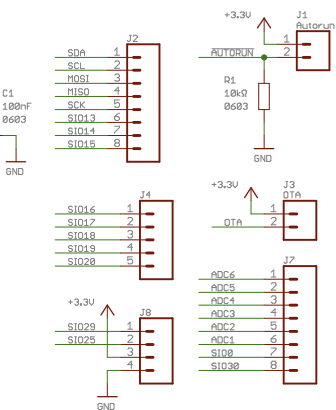 +3.3V
J1
Autorun
1
AUTORUN
2
R1
10kΩ
0603
GND
J2
SDA 1
SCL 2
MOSI 3
MISO 4
SCK 5
SIO13 6
SIO14 7
SIO15 8
C1
100nF
0603
GND
J4
SIO16 1
SIO17 2
SIO18 3
SIO19 4
SIO20 5
+3.3V
J3
OTA
1
OTA 2
J7
ADC6 1
ADC5 2
ADC4 3
ADC3 4
ADC2 5
ADC1 6
SIO0 7
SIO30 8
+3.3V
J8
SIO29 1
SIO25 2
3
4
GND